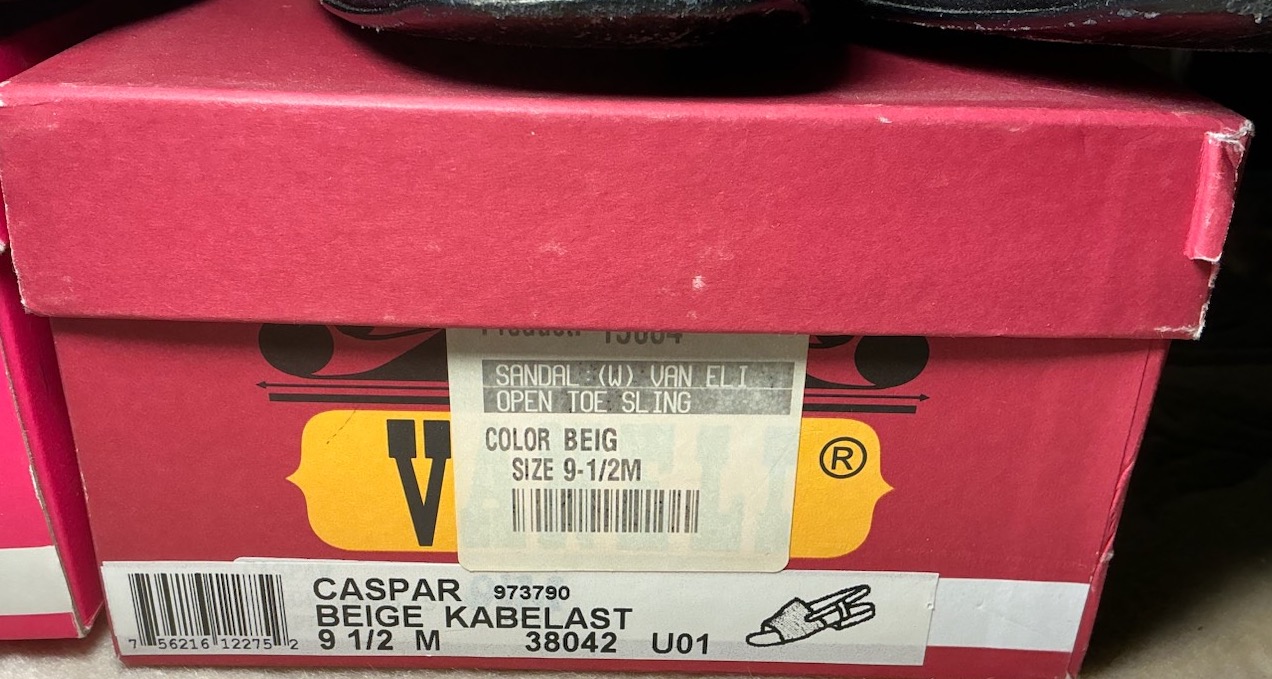 SANDAL (W) VAN ELI
OPEN TOE SLING
COLOR BEIG
SIZE 9-1/2M
V
®
CASPAR 973790
BEIGE KABELAST
9 1/2 M 38042 U01
7 56216 12275 2